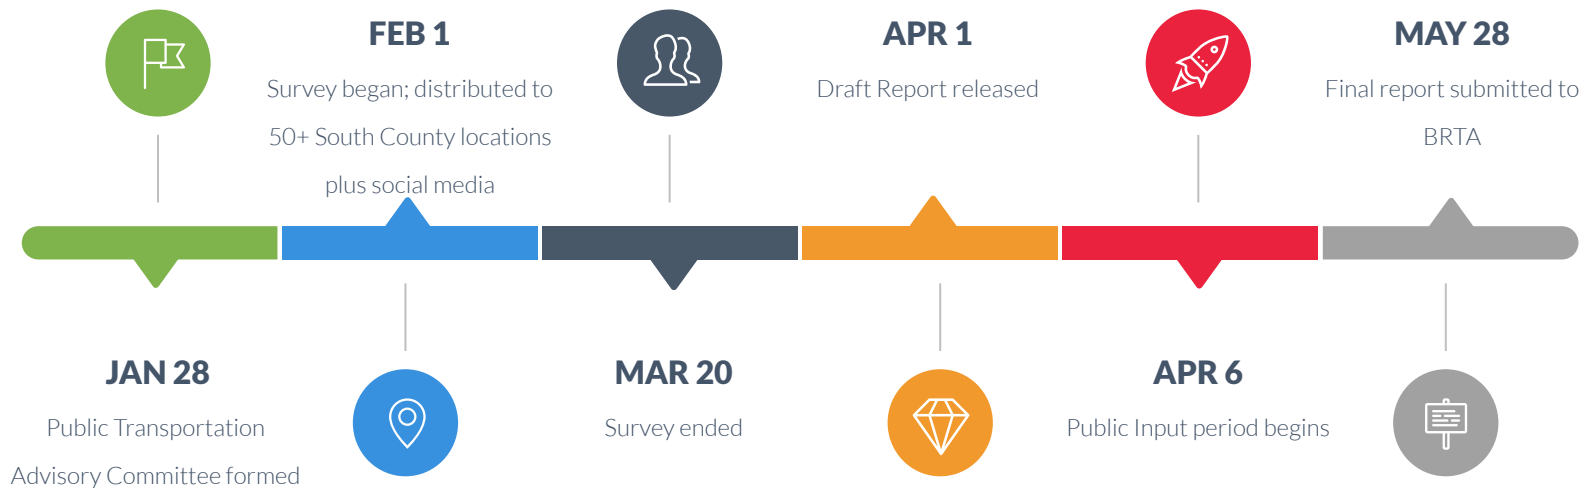 JAN 28
Public Transportation
Advisory Committee formed
FEB 1
Survey began; distributed to
50+ South County locations
plus social media
MAR 20
Survey ended
APR 1
Draft Report released
APR 6
Public Input period begins
MAY 28
Final report submitted to
BRTA